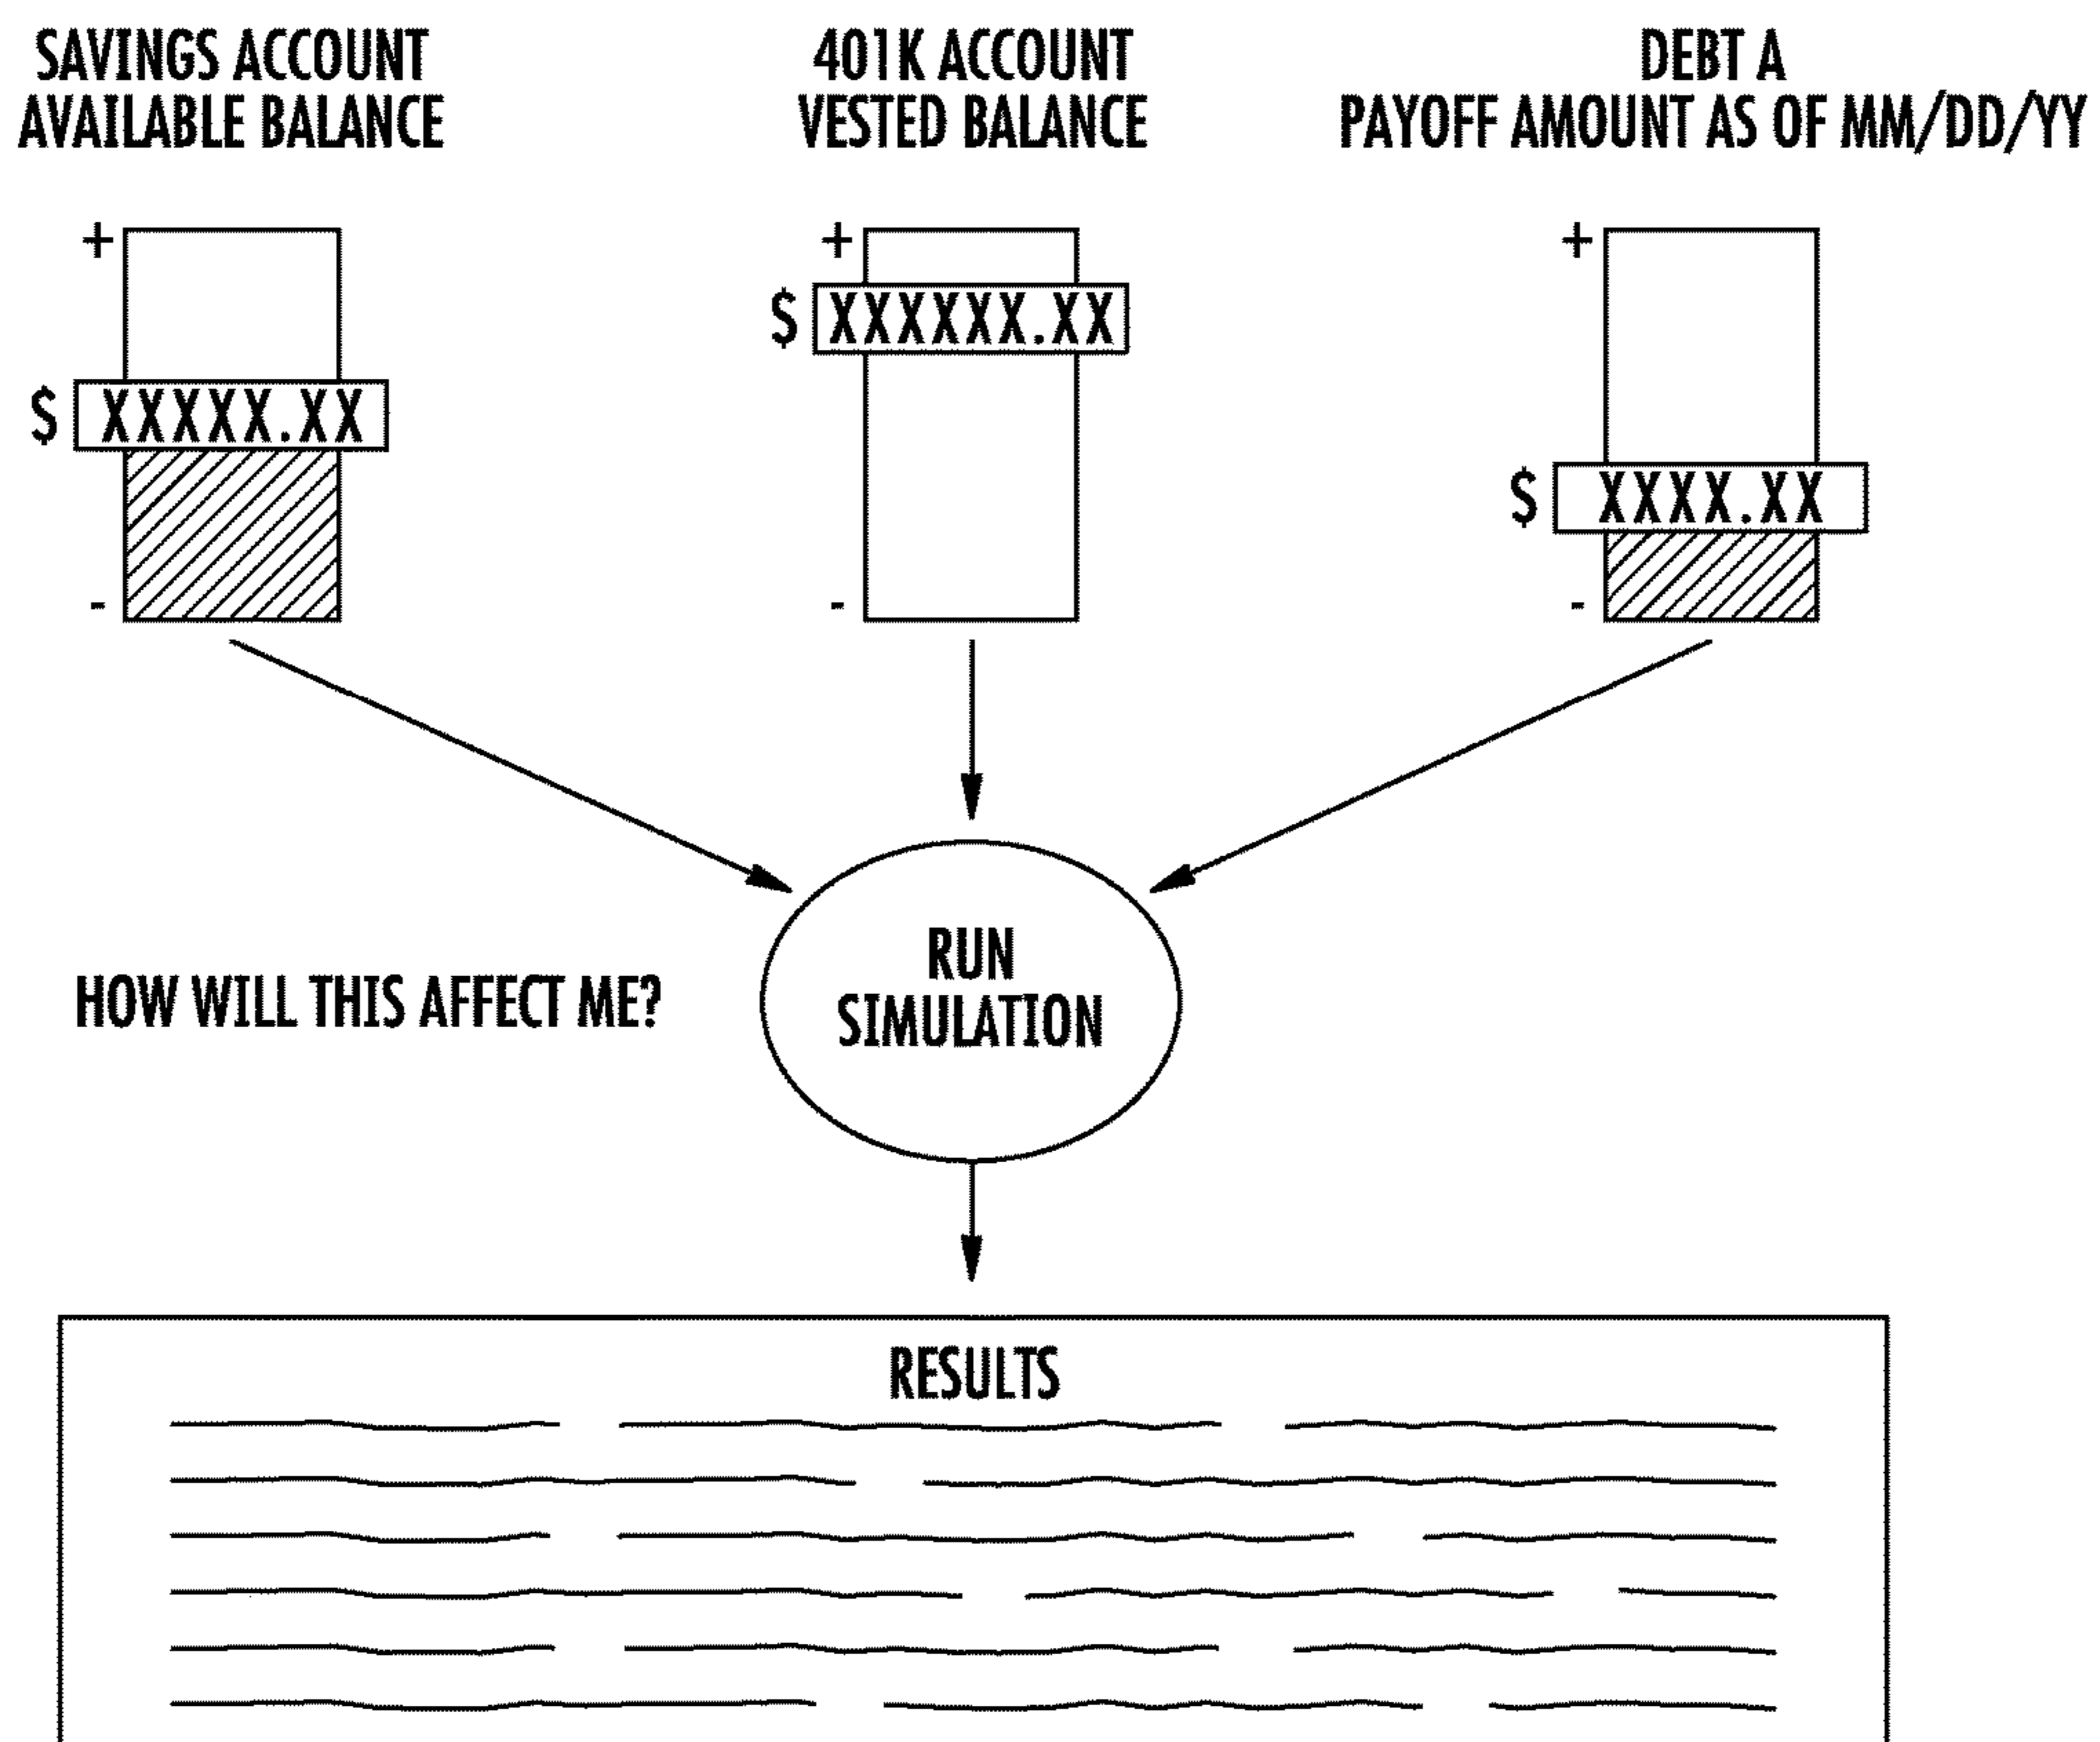 SAVINGS ACCOUNT
AVAILABLE BALANCE
401K ACCOUNT
VESTED BALANCE
DEBT A
PAYOFF AMOUNT AS OF MM/DD/YY
+
$ XXXXX.XX
-
+
$ XXXXXX.XX
-
+
$ XXXX.XX
-
HOW WILL THIS AFFECT ME?
RUN
SIMULATION
RESULTS